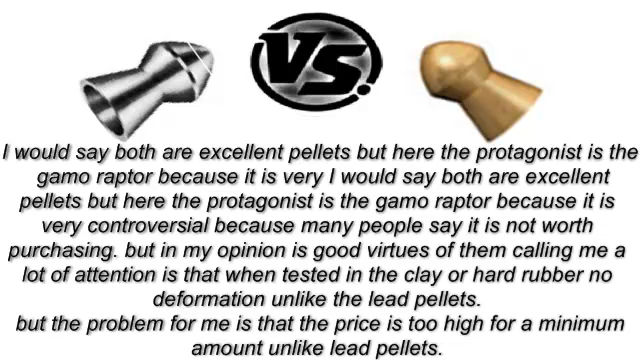 VS.
I would say both are excellent pellets but here the protagonist is the
gamo raptor because it is very I would say both are excellent
pellets but here the protagonist is the gamo raptor because it is
very controversial because many people say it is not worth
purchasing. but in my opinion is good virtues of them calling me a
lot of attention is that when tested in the clay or hard rubber no
deformation unlike the lead pellets.
but the problem for me is that the price is too high for a minimum
amount unlike lead pellets.